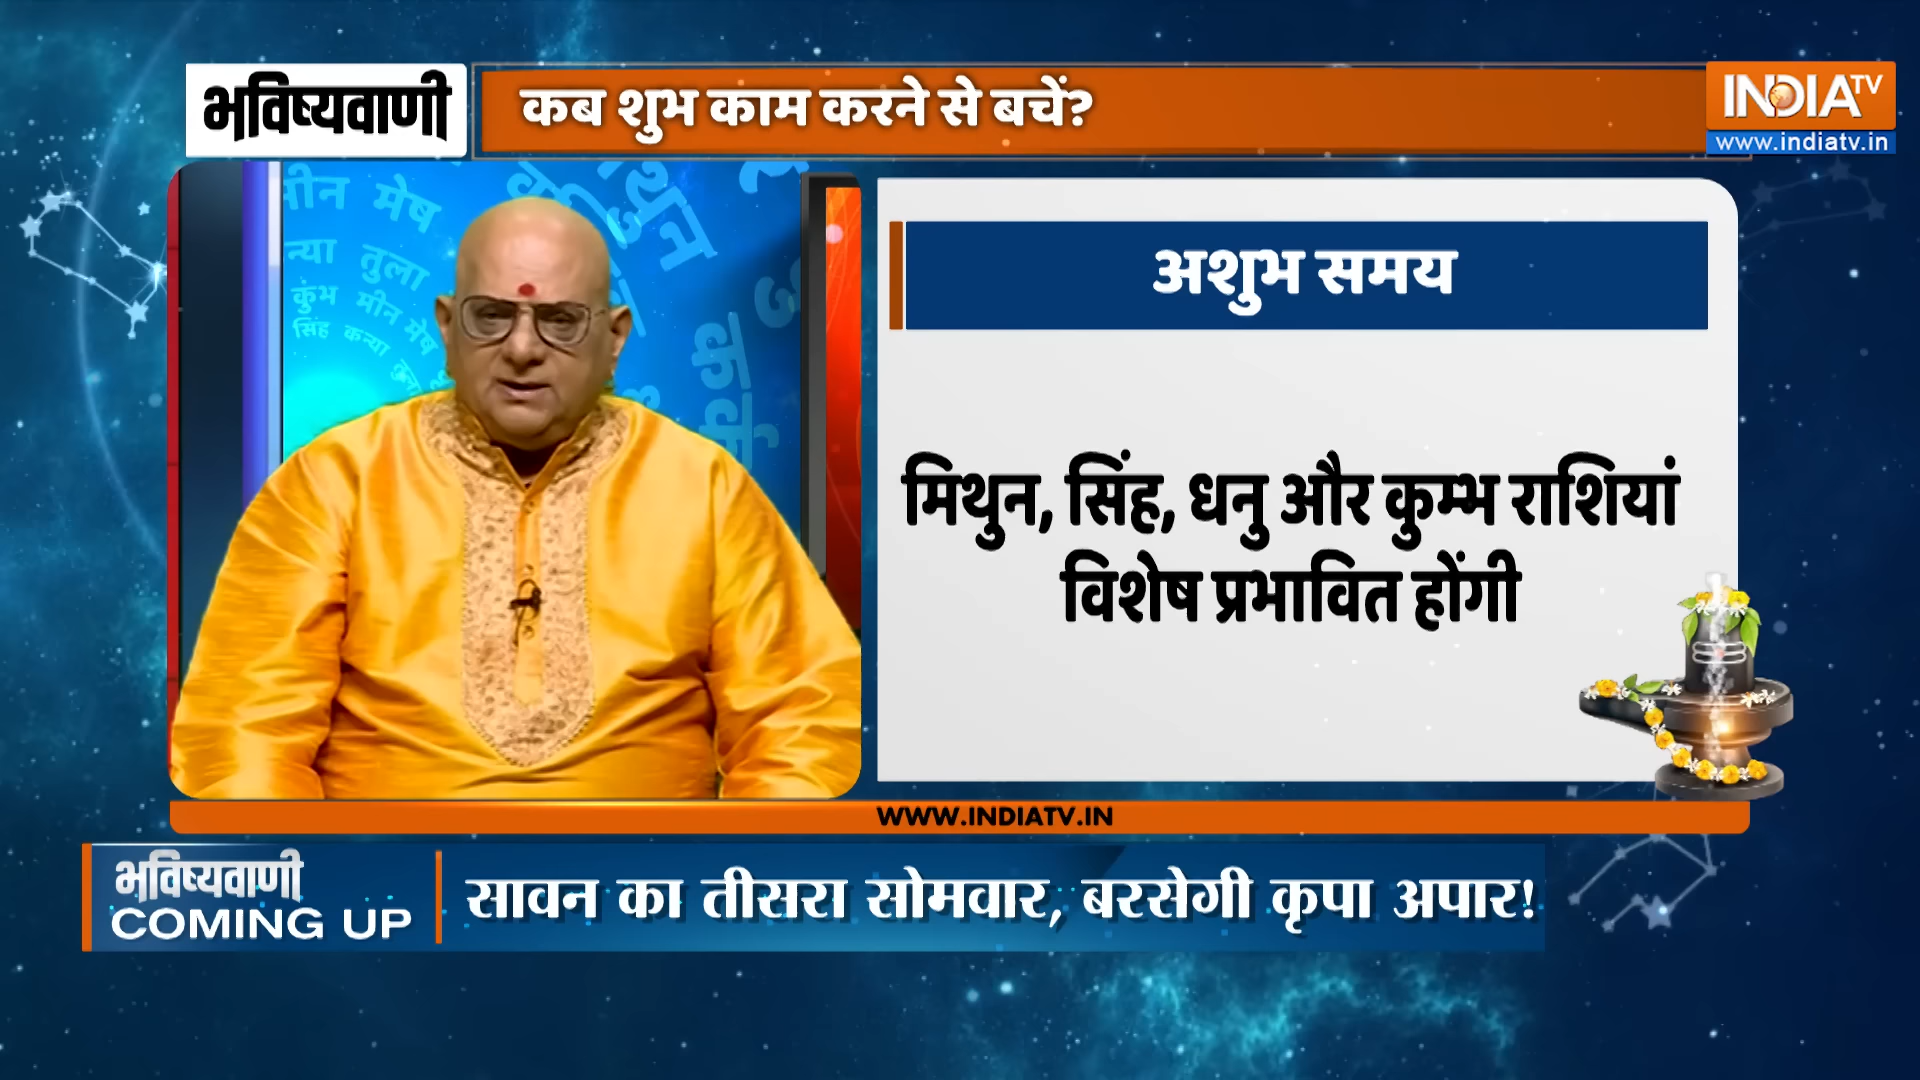 भविष्यवाणी
कब शुभ काम करने से बचें?
INDIA TV
www.indiatv.in
मीन मेष
न्या तुला
कुंभ मीन मेष
सिंह कन्या
अशुभ समय
मिथुन, सिंह, धनु और कुम्भ राशियां
विशेष प्रभावित होंगी
WWW.INDIATV.IN
भविष्यवाणी
COMING UP
सावन का तीसरा सोमवार, बरसेगी कृपा अपार!